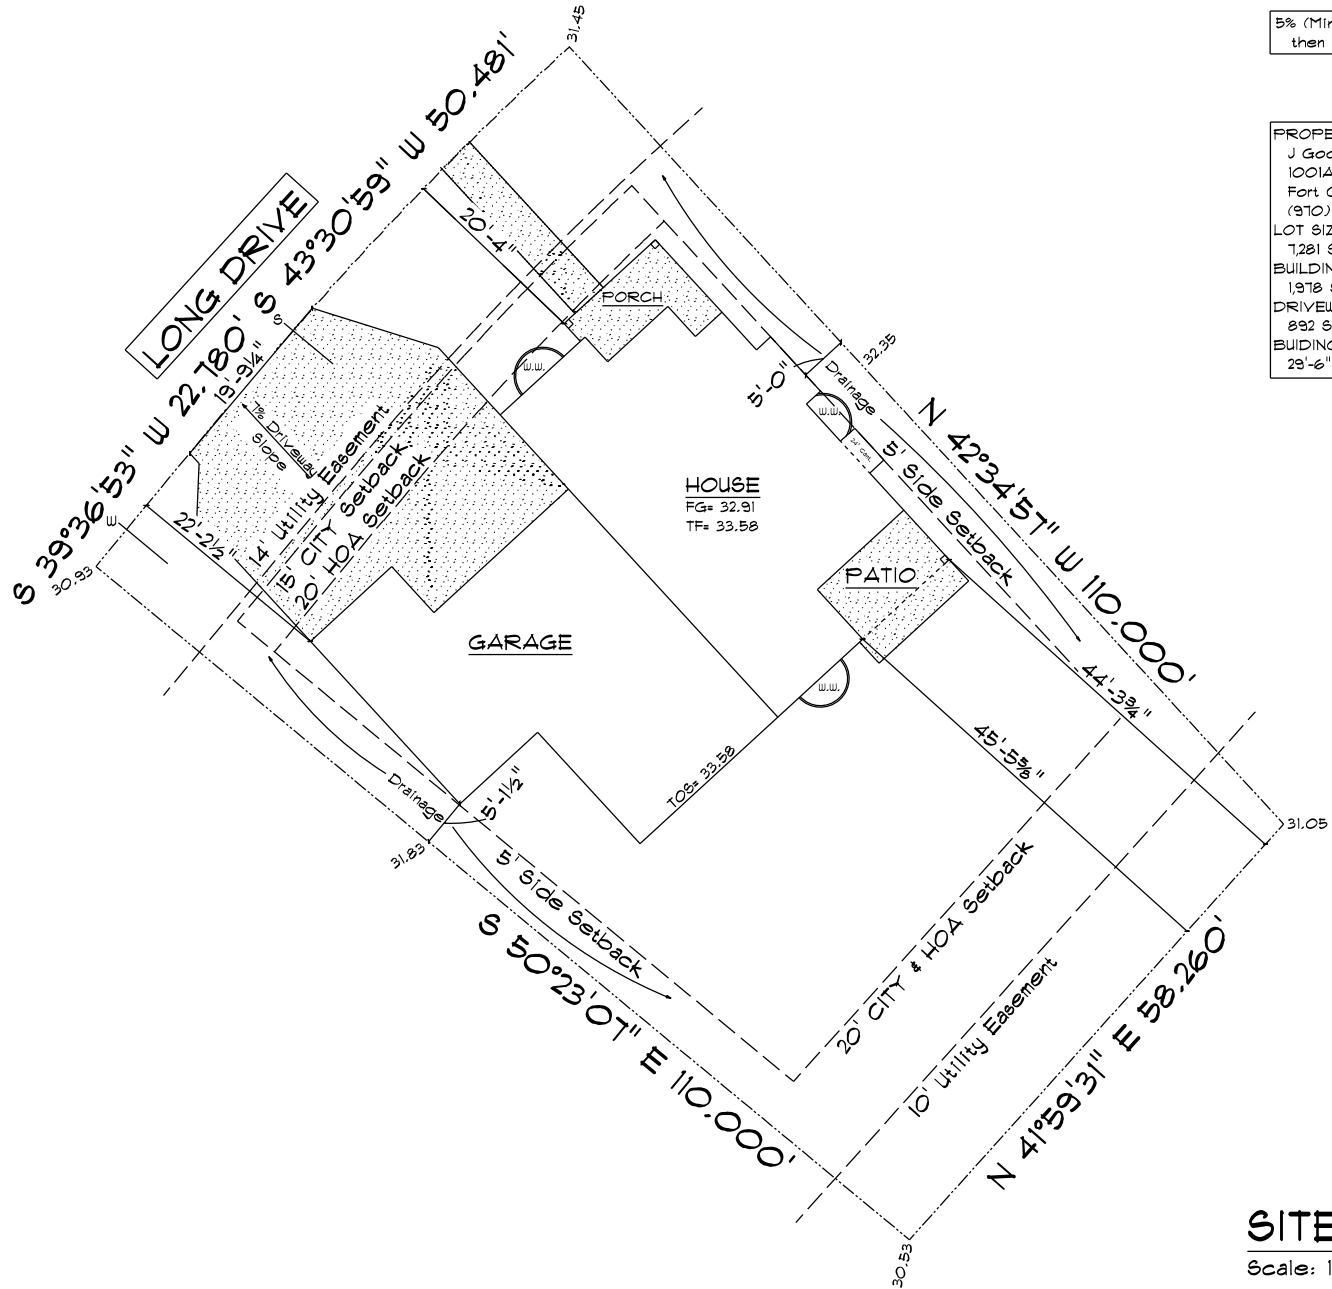 31.45
S 43°30'59" W 50.481'
LONG DRIVE
S 39°36'53" W 22.780'
19'-9¼"
20'-4"
S
W
30.93
22'-2½"
7% Driveway
slope
14' Utility Easement
15' CITY Setback
20' HOA Setback
PORCH
W.W.
5'-0"
Drainage
32.35
W.W.
N 42°34'57" W 110.000'
5' Side Setback
HOUSE
FG= 32.91
TF= 33.58
PATIO
GARAGE
W.W.
TOS= 33.58
44'-3¾"
45'-5⅝"
31.05
Drainage
5'-1½"
31.83
5' Side Setback
S 50°23'07" E 110.000'
20' CITY & HOA Setback
10' Utility Easement
N 41°59'31" E 58.260'
30.53
5% (Min
then
PROPE
J Goo
1001A
Fort C
(970)
LOT SIZ
7,281 S
BUILDIN
1,978 S
DRIVEW
892 S
BUIDING
29'-6"
SITE
Scale: 1